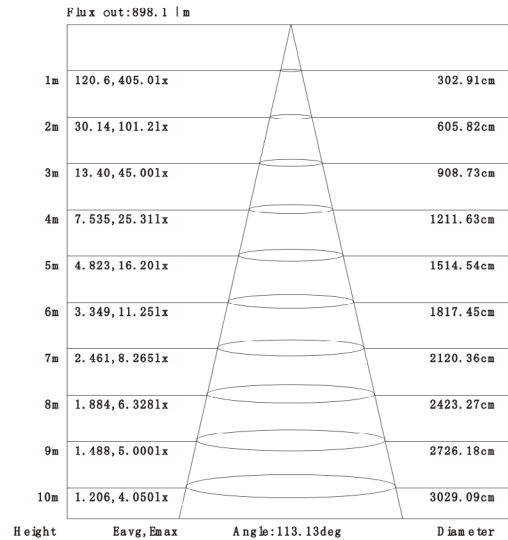 Flux out:898.1 lm
1m 120.6,405.0lx 302.91cm
2m 30.14,101.2lx 605.82cm
3m 13.40,45.00lx 908.73cm
4m 7.535,25.31lx 1211.63cm
5m 4.823,16.20lx 1514.54cm
6m 3.349,11.25lx 1817.45cm
7m 2.461,8.265lx 2120.36cm
8m 1.884,6.328lx 2423.27cm
9m 1.488,5.000lx 2726.18cm
10m 1.206,4.050lx 3029.09cm
Height Eavg,Emax Angle:113.13deg Diameter